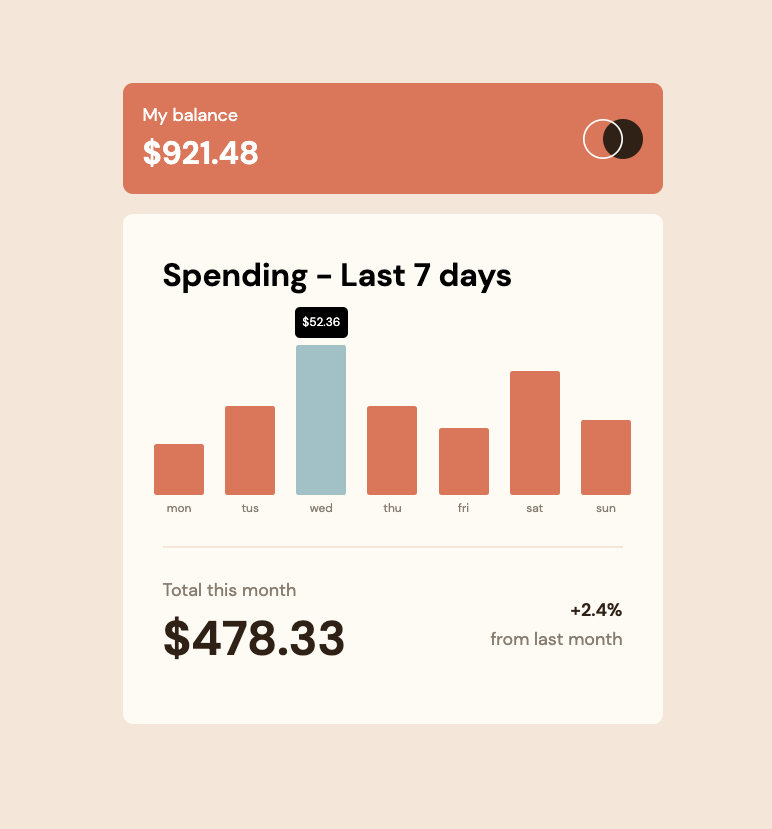 My balance
$921.48
Spending - Last 7 days
$52.36
mon tus wed thu fri sat sun
Total this month
$478.33
+2.4%
from last month